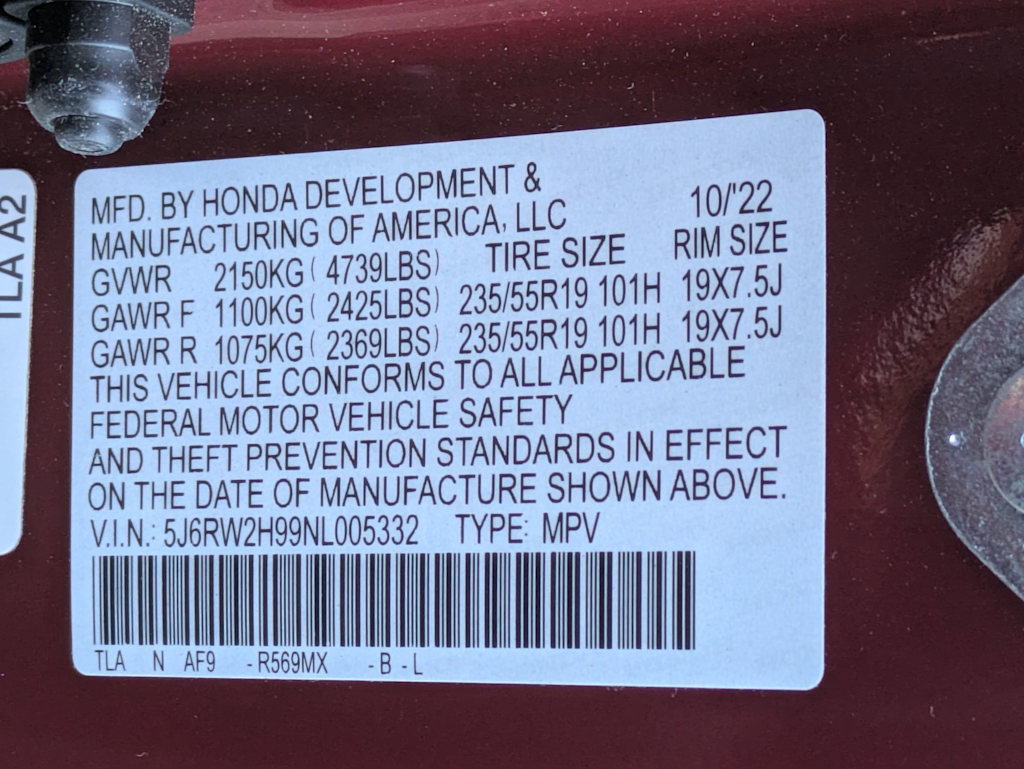 TLA A2
MFD. BY HONDA DEVELOPMENT &
MANUFACTURING OF AMERICA, LLC 10/'22
GVWR 2150KG ( 4739LBS) TIRE SIZE RIM SIZE
GAWR F 1100KG ( 2425LBS) 235/55R19 101H 19X7.5J
GAWR R 1075KG ( 2369LBS) 235/55R19 101H 19X7.5J
THIS VEHICLE CONFORMS TO ALL APPLICABLE
FEDERAL MOTOR VEHICLE SAFETY
AND THEFT PREVENTION STANDARDS IN EFFECT
ON THE DATE OF MANUFACTURE SHOWN ABOVE.
V.I.N.: 5J6RW2H99NL005332 TYPE: MPV
TLA N AF9 -R569MX -B -L